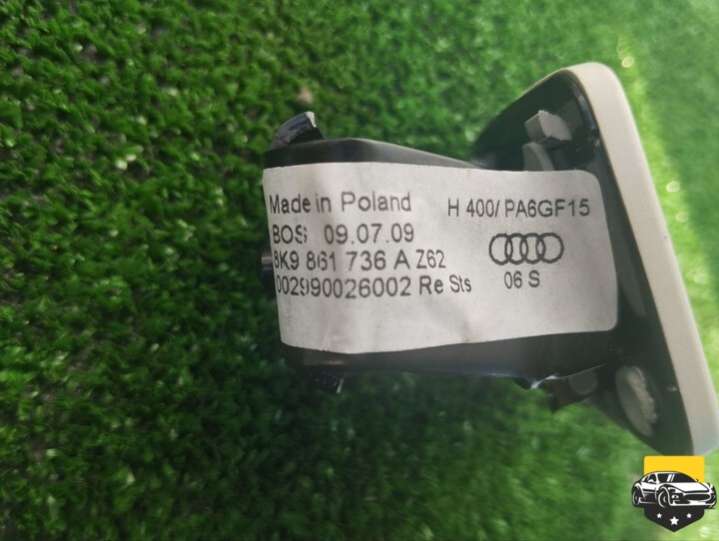 Made in Poland H 400/ PA6GF15
BOS 09.07.09
8K9 861 736 A Z62
002990026002 Re Sts 06 S